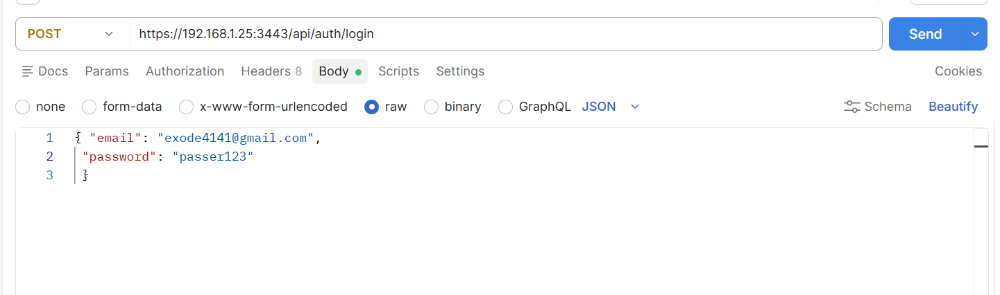 POST https://192.168.1.25:3443/api/auth/login Send
Docs Params Authorization Headers 8 Body Scripts Settings Cookies
none form-data x-www-form-urlencoded raw binary GraphQL JSON Schema Beautify
1 { "email": "exode4141@gmail.com",
2 "password": "passer123"
3 }